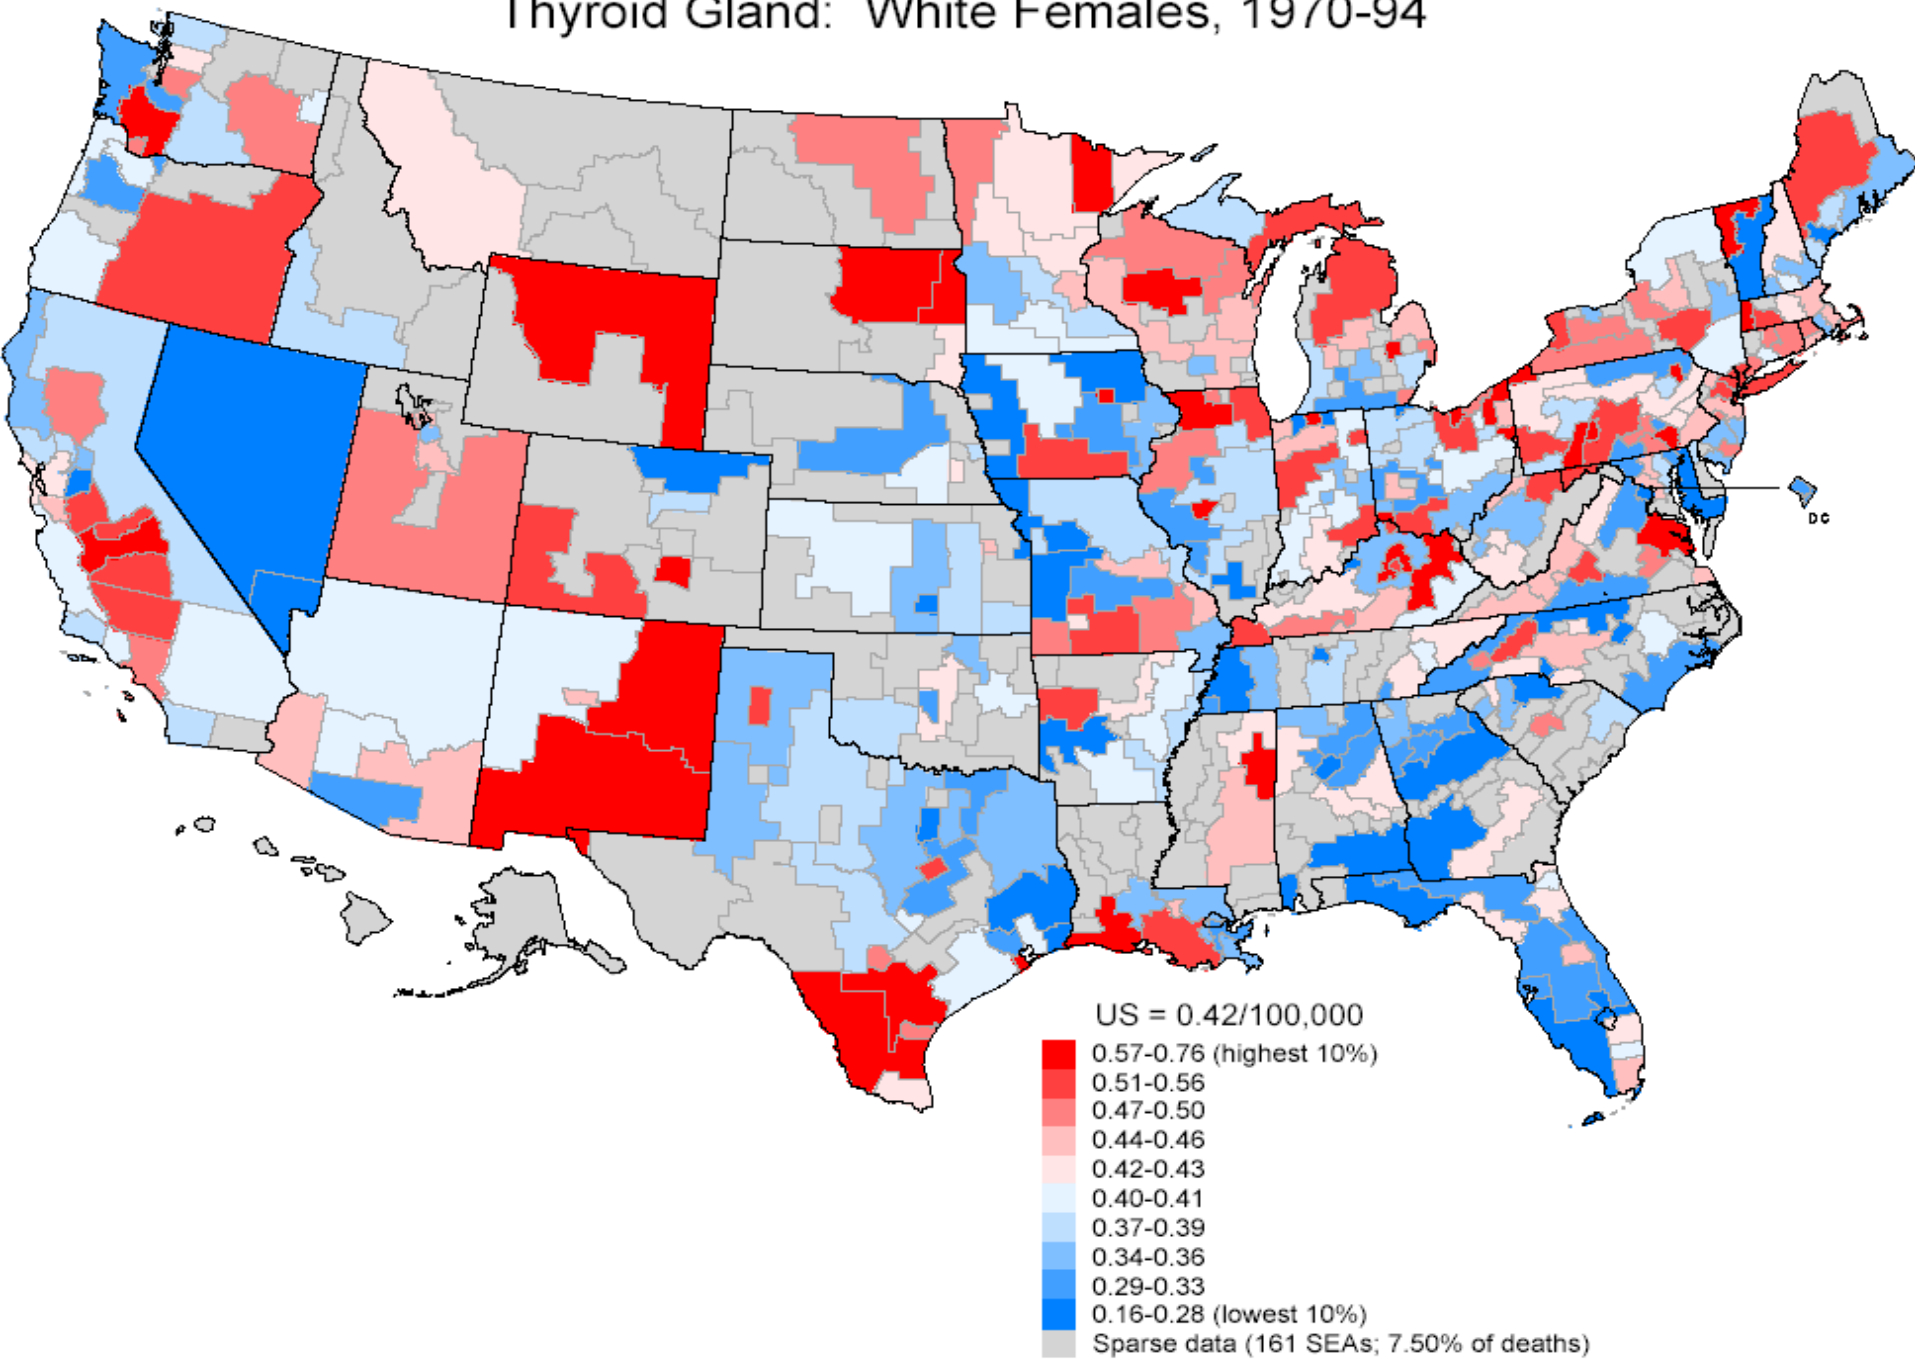 Thyroid Gland: White Females, 1970-94
DC
US = 0.42/100,000
0.57-0.76 (highest 10%)
0.51-0.56
0.47-0.50
0.44-0.46
0.42-0.43
0.40-0.41
0.37-0.39
0.34-0.36
0.29-0.33
0.16-0.28 (lowest 10%)
Sparse data (161 SEAs; 7.50% of deaths)